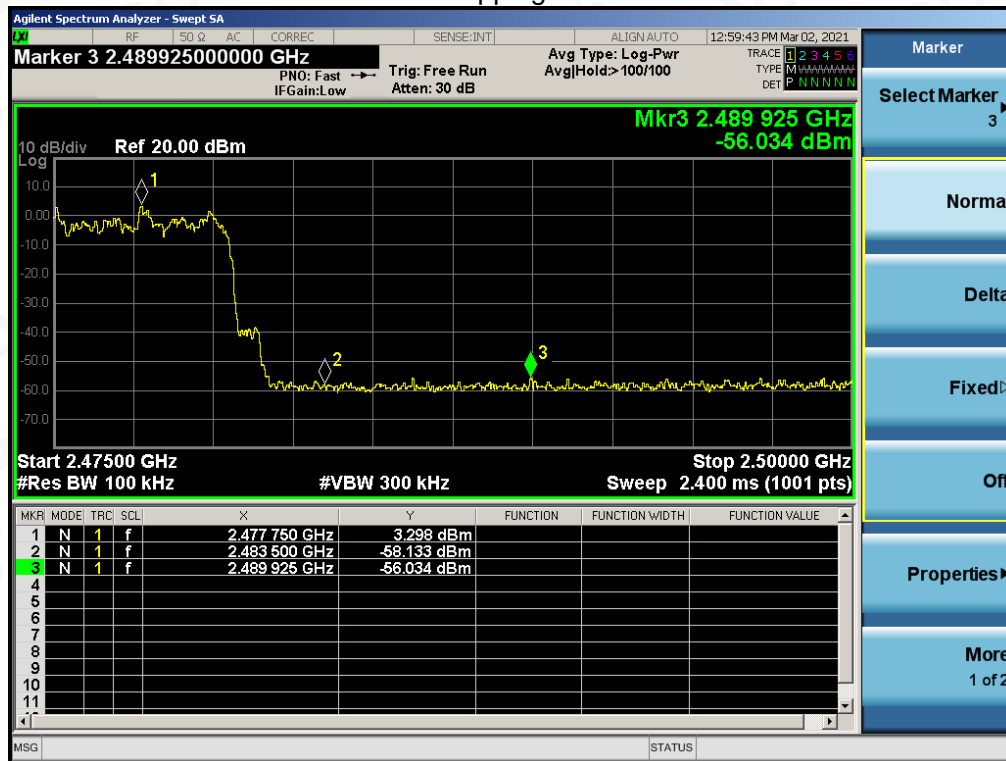 pping
Agilent Spectrum Analyzer - Swept SA
LXI RF 50 Ω AC CORREC SENSE:INT ALIGN AUTO 12:59:43 PM Mar 02, 2021
Marker 3 2.489925000000 GHz
PNO: Fast
IFGain:Low
Trig: Free Run
Atten: 30 dB
Avg Type: Log-Pwr
Avg|Hold:>100/100
TRACE 1 2 3 4 5 6
TYPE M
DET P N N N N N
Mkr3 2.489 925 GHz
-56.034 dBm
10 dB/div Ref 20.00 dBm
Log
10.0
0.00
-10.0
-20.0
-30.0
-40.0
-50.0
-60.0
-70.0
1
2
3
Start 2.47500 GHz Stop 2.50000 GHz
#Res BW 100 kHz #VBW 300 kHz Sweep 2.400 ms (1001 pts)
MKR MODE TRC SCL X Y FUNCTION FUNCTION WIDTH FUNCTION VALUE
1 N 1 f 2.477 750 GHz 3.298 dBm
2 N 1 f 2.483 500 GHz -58.133 dBm
3 N 1 f 2.489 925 GHz -56.034 dBm
4
5
6
7
8
9
10
11
MSG STATUS
Marker
Select Marker
3
Norma
Delta
Fixed
Off
Properties
More
1 of 2